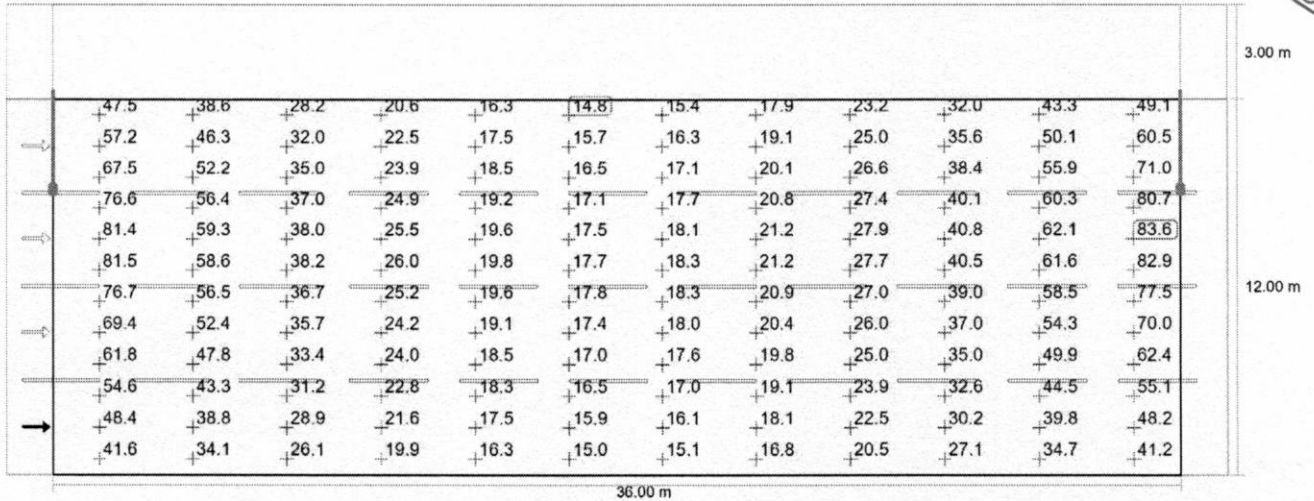 3.00 m
47.5 38.6 28.2 20.6 16.3 14.8 15.4 17.9 23.2 32.0 43.3 49.1
57.2 46.3 32.0 22.5 17.5 15.7 16.3 19.1 25.0 35.6 50.1 60.5
67.5 52.2 35.0 23.9 18.5 16.5 17.1 20.1 26.6 38.4 55.9 71.0
76.6 56.4 37.0 24.9 19.2 17.1 17.7 20.8 27.4 40.1 60.3 80.7
81.4 59.3 38.0 25.5 19.6 17.5 18.1 21.2 27.9 40.8 62.1 83.6
81.5 58.6 38.2 26.0 19.8 17.7 18.3 21.2 27.7 40.5 61.6 82.9
76.7 56.5 36.7 25.2 19.6 17.8 18.3 20.9 27.0 39.0 58.5 77.5
12.00 m
69.4 52.4 35.7 24.2 19.1 17.4 18.0 20.4 26.0 37.0 54.3 70.0
61.8 47.8 33.4 24.0 18.5 17.0 17.6 19.8 25.0 35.0 49.9 62.4
54.6 43.3 31.2 22.8 18.3 16.5 17.0 19.1 23.9 32.6 44.5 55.1
48.4 38.8 28.9 21.6 17.5 15.9 16.1 18.1 22.5 30.2 39.8 48.2
41.6 34.1 26.1 19.9 16.3 15.0 15.1 16.8 20.5 27.1 34.7 41.2
36.00 m